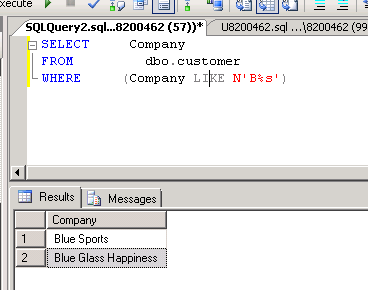 xecute
SQLQuery2.sql...8200462 (57))* U8200462.sql ...\8200462 (99
SELECT Company
FROM dbo.customer
WHERE (Company LIKE N'B%s')
Results Messages
Company
1 Blue Sports
2 Blue Glass Happiness